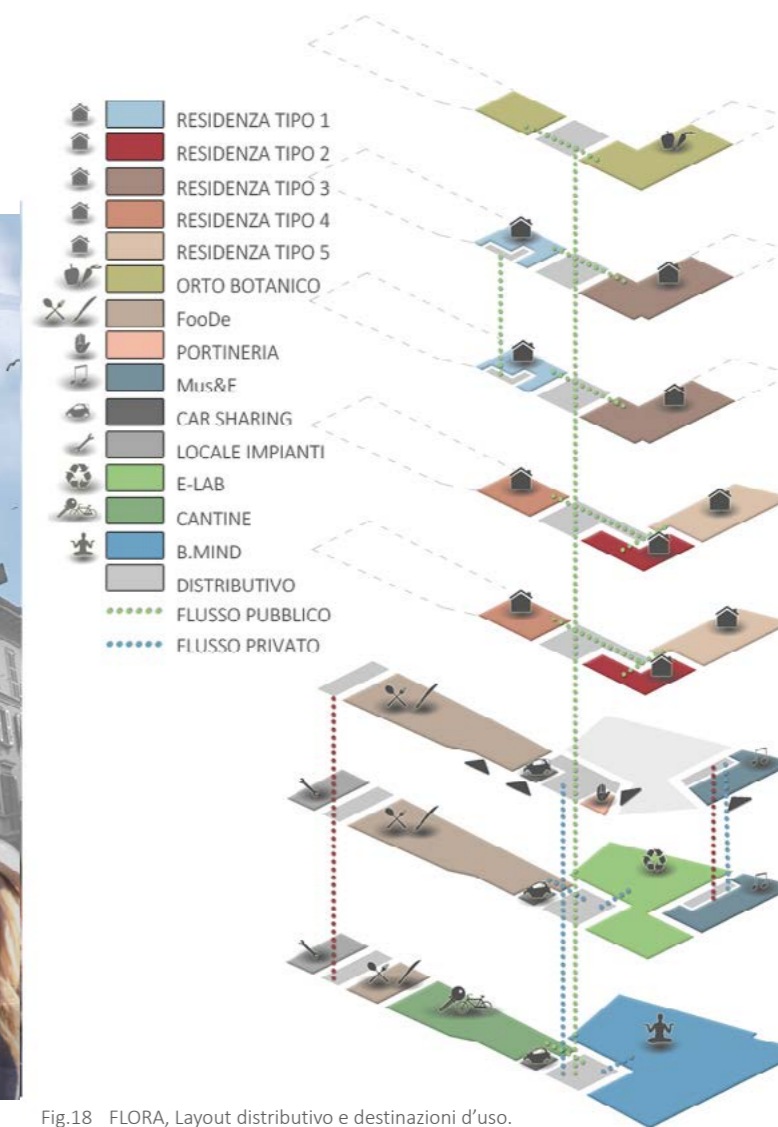 RESIDENZA TIPO 1
RESIDENZA TIPO 2
RESIDENZA TIPO 3
RESIDENZA TIPO 4
RESIDENZA TIPO 5
ORTO BOTANICO
FooDe
PORTINERIA
Mus&E
CAR SHARING
LOCALE IMPIANTI
E-LAB
CANTINE
B.MIND
DISTRIBUTIVO
FLUSSO PUBBLICO
FLUSSO PRIVATO
Fig.18 FLORA, Layout distributivo e destinazioni d'uso.